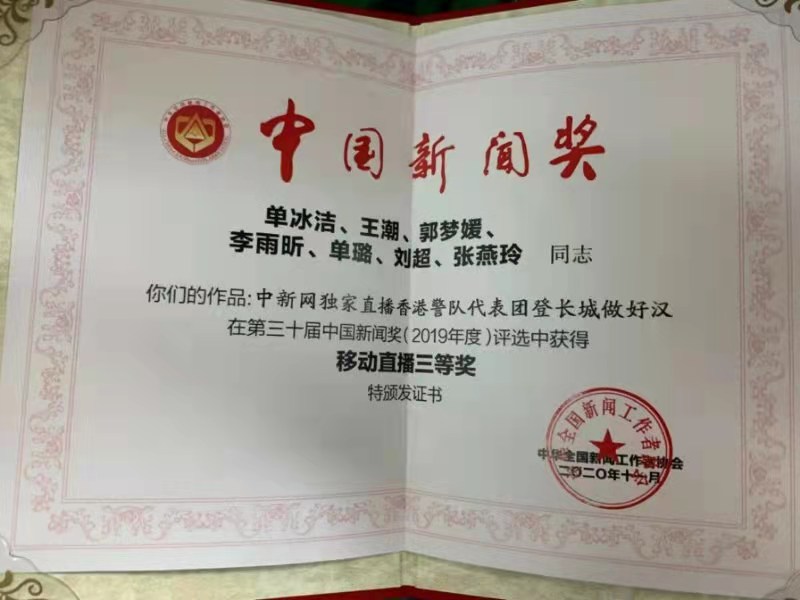 中国新闻奖
单冰洁、王潮、郭梦媛、
李雨昕、单璐、刘超、张燕玲 同志
你们的作品:中新网独家直播香港警队代表团登长城做好汉
在第三十届中国新闻奖(2019年度)评选中获得
移动直播三等奖
特颁发证书
中华全国新闻工作者协会
二〇二〇年十一月